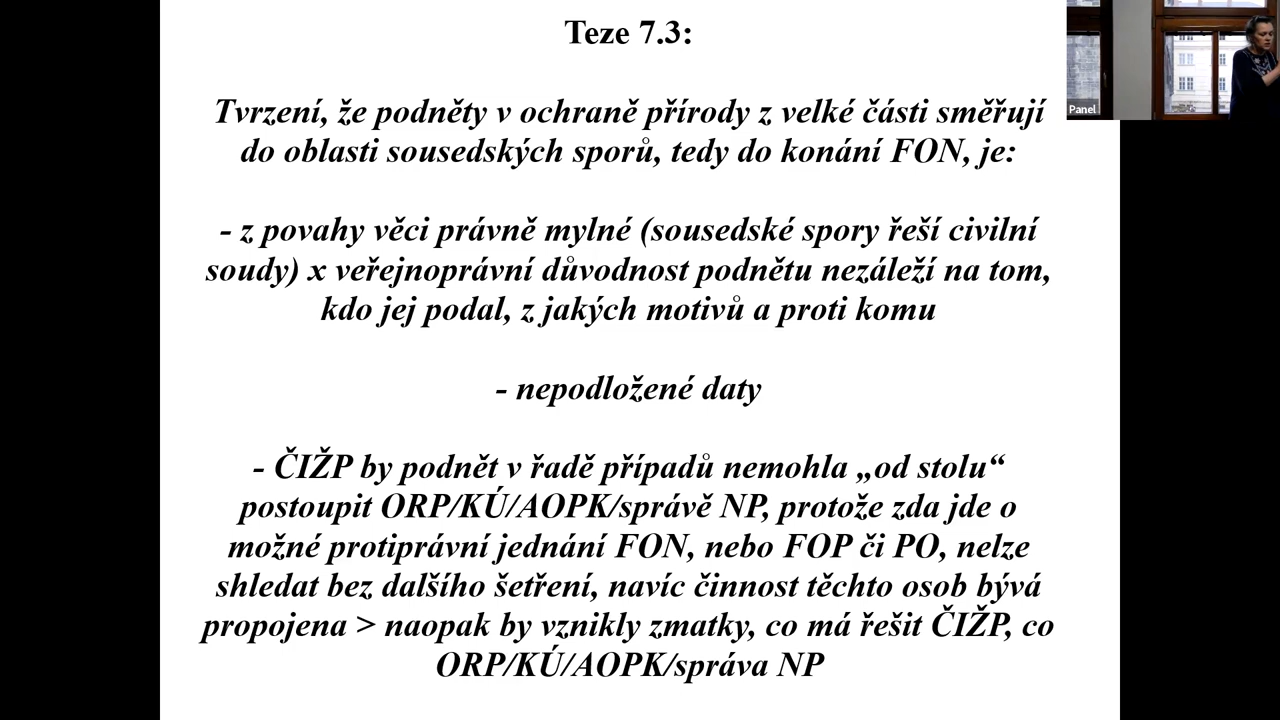 Teze 7.3:
Tvrzení, že podněty v ochraně přírody z velké části směřují
do oblasti sousedských sporů, tedy do konání FON, je:
- z povahy věci právně mylné (sousedské spory řeší civilní
soudy) x veřejnoprávní důvodnost podnětu nezáleží na tom,
kdo jej podal, z jakých motivů a proti komu
- nepodložené daty
- ČIŽP by podnět v řadě případů nemohla „od stolu“
postoupit ORP/KÚ/AOPK/správě NP, protože zda jde o
možné protiprávní jednání FON, nebo FOP či PO, nelze
shledat bez dalšího šetření, navíc činnost těchto osob bývá
propojena > naopak by vznikly zmatky, co má řešit ČIŽP, co
ORP/KÚ/AOPK/správa NP
Panel